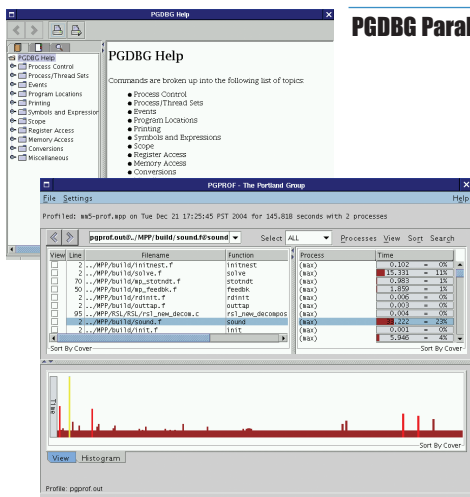 PGDBG Help
PGDBG Paral
PGDBG Help
Process Control
Process/Thread Sets
Events
Program Locations
Printing
Symbols and Expression
Scope
Register Access
Memory Access
Conversions
Miscellaneous
PGDBG Help
Commands are broken up into the following list of topics:
● Process Control
● Process/Thread Sets
● Events
● Program Locations
● Printing
● Symbols and Expressions
● Scope
● Register Access
● Memory Access
● Conversions
PGPROF - The Portland Group
File Settings Help
Profiled: mm5-prof.mpp on Tue Dec 21 17:25:45 PST 2004 for 145.818 seconds with 2 processes
pgprof.out@../MPP/build/sound.f@sound Select ALL Processes View Sort Search
View Line Filename Function Process Time
2 ../MPP/build/initnest.f initnest (max) 0.102 = 0%
2 ../MPP/build/solve.f solve (max) 15.331 = 11%
70 ../MPP/build/mp_stotndt.f stotndt (max) 0.983 = 1%
50 ../MPP/build/mp_feedbk.f feedbk (max) 1.859 = 1%
2 ../MPP/build/rdinit.f rdinit (max) 0.006 = 0%
2 ../MPP/build/outtap.f outtap (max) 0.003 = 0%
95 ../MPP/RSL/RSL/rsl_new_decom.c rsl_new_decompos (max) 0.004 = 0%
2 ../MPP/build/sound.f sound (max) .222 = 23%
2 ../MPP/build/init.f init (max) 0.001 = 0%
(max) 5.946 = 4%
Sort By Cover Sort By Cover
Time
Sort By Cover
View Histogram
Profile: pgprof.out